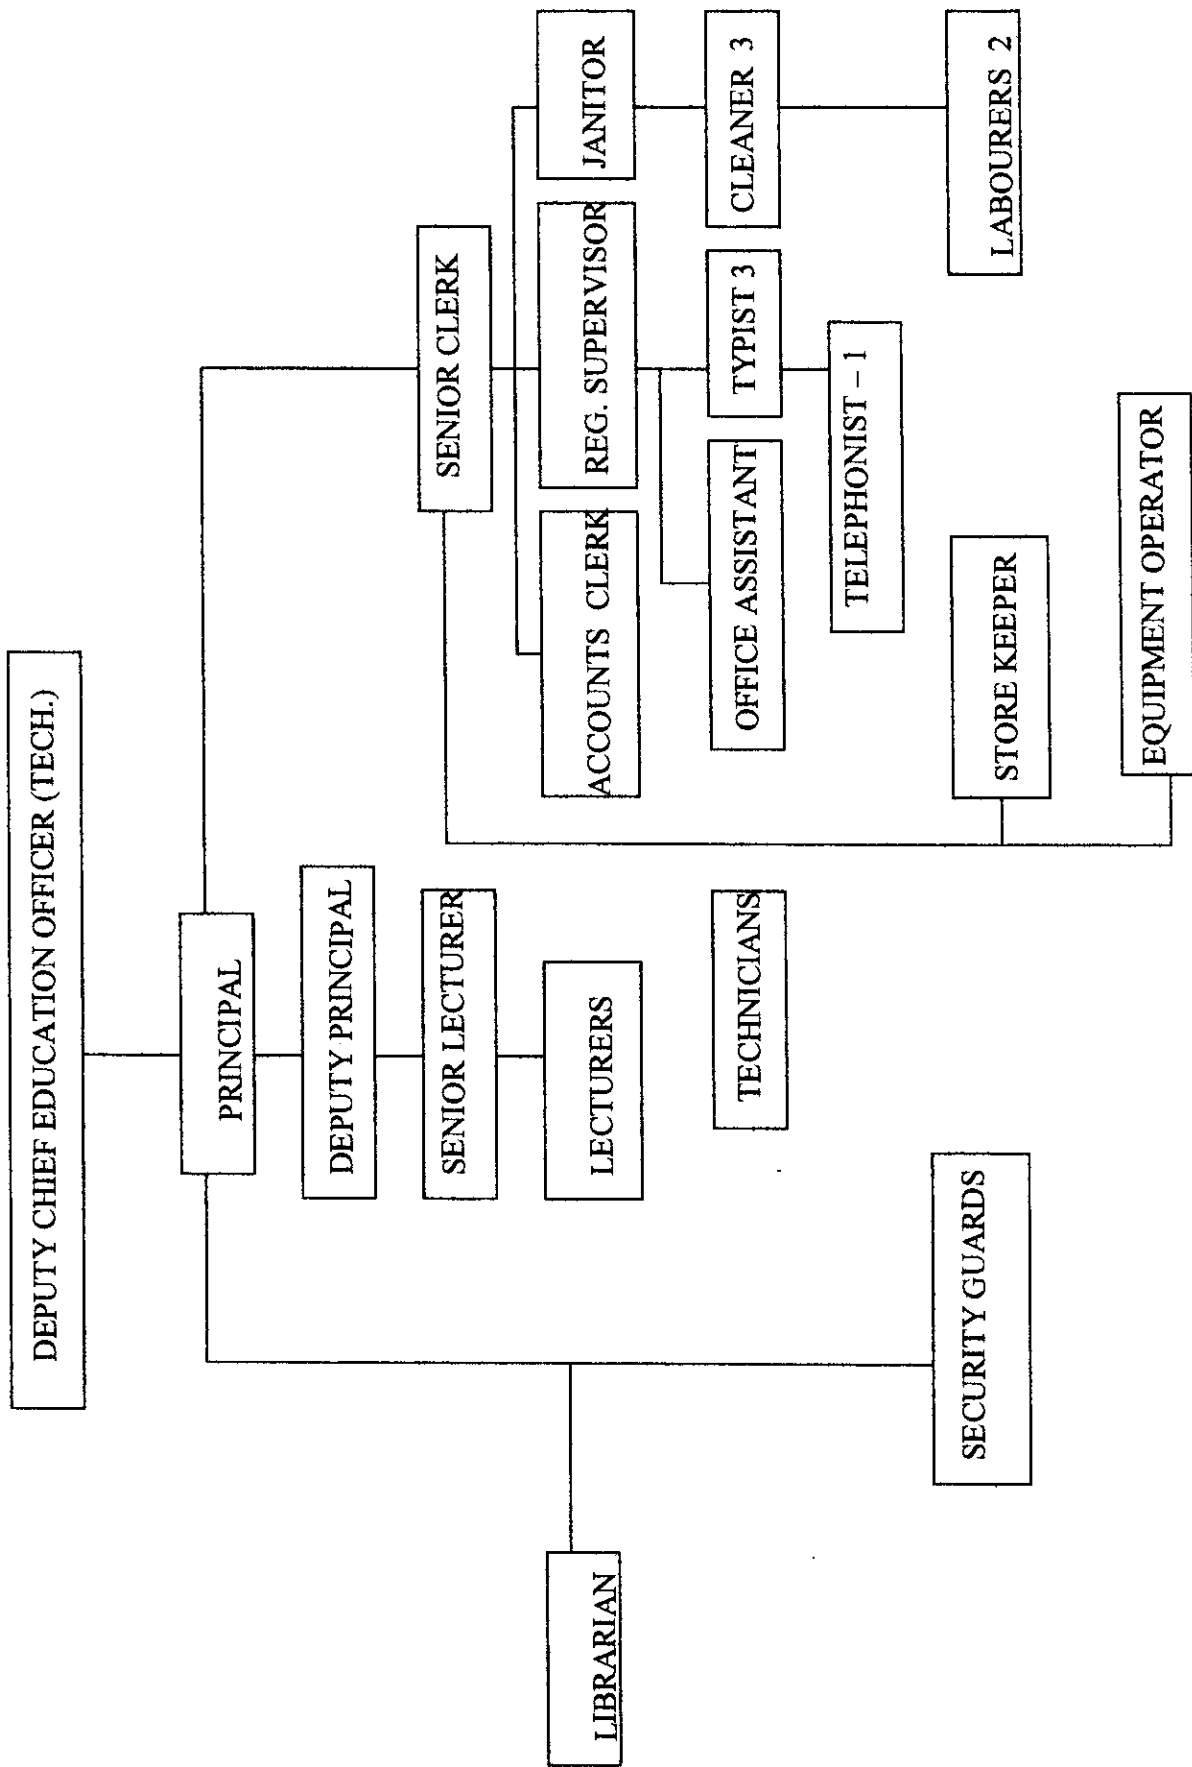 DEPUTY CHIEF EDUCATION OFFICER (TECH.)
PRINCIPAL
DEPUTY PRINCIPAL
SENIOR LECTURER
SENIOR CLERK
LIBRARIAN
LECTURERS
ACCOUNTS CLERK
REG. SUPERVISOR
JANITOR
TECHNICIANS
OFFICE ASSISTANT
TYPIST 3
CLEANER 3
TELEPHONIST – 1
SECURITY GUARDS
STORE KEEPER
LABOURERS 2
EQUIPMENT OPERATOR